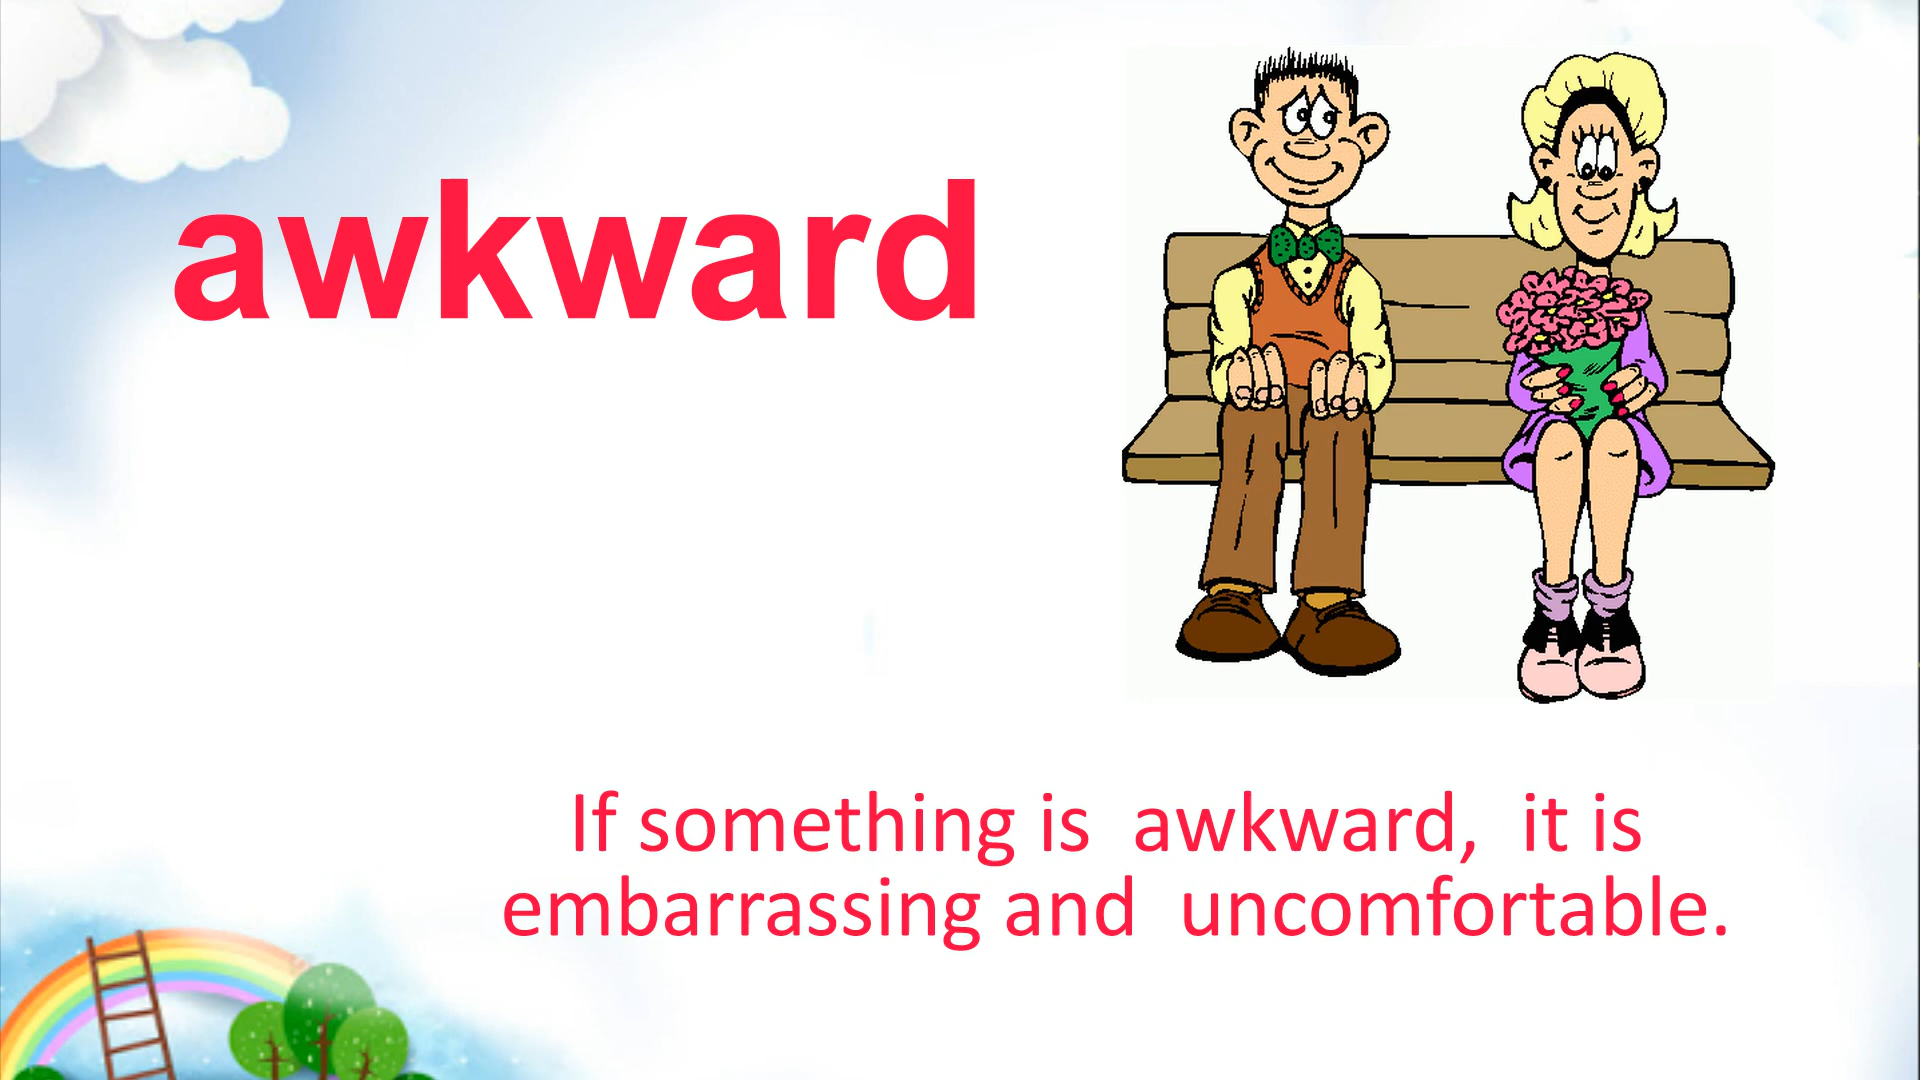 awkward
If something is awkward, it is
embarrassing and uncomfortable.